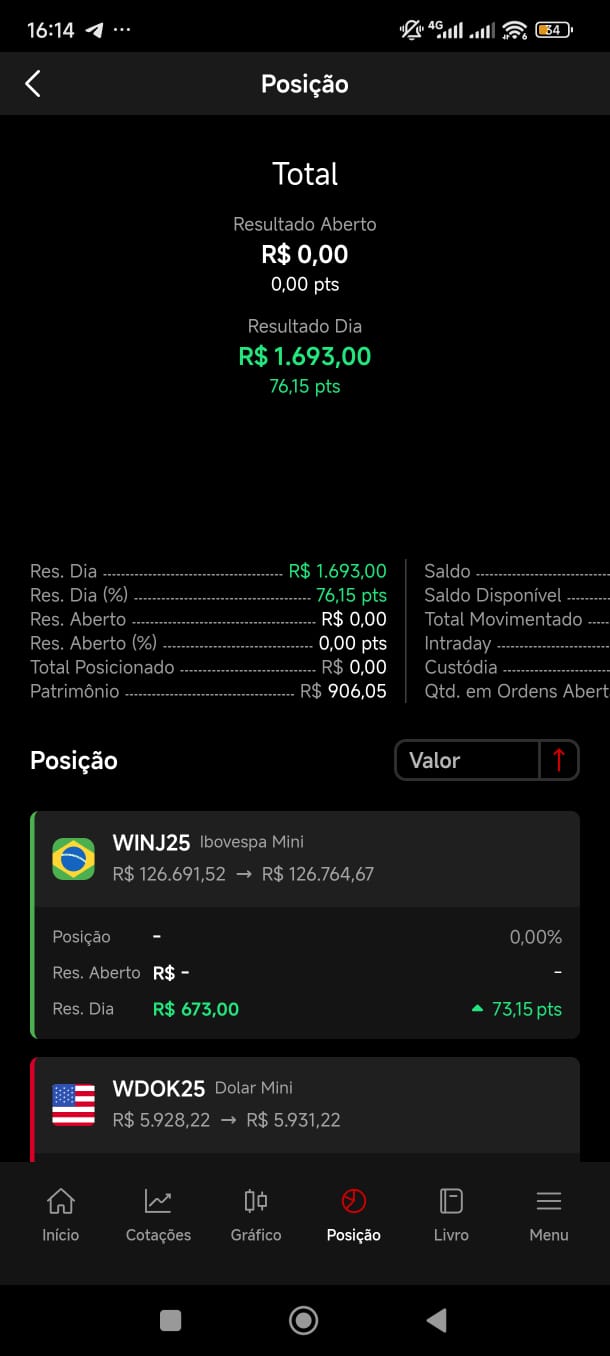 16:14
4G
6
54
Posição
Total
Resultado Aberto
R$ 0,00
0,00 pts
Resultado Dia
R$ 1.693,00
76,15 pts
Res. Dia R$ 1.693,00
Res. Dia (%) 76,15 pts
Res. Aberto R$ 0,00
Res. Aberto (%) 0,00 pts
Total Posicionado R$ 0,00
Patrimônio R$ 906,05
Saldo
Saldo Disponível
Total Movimentado
Intraday
Custódia
Qtd. em Ordens Abert
Posição
Valor
WINJ25 Ibovespa Mini
R$ 126.691,52 → R$ 126.764,67
Posição - 0,00%
Res. Aberto R$ - -
Res. Dia R$ 673,00 73,15 pts
WDOK25 Dolar Mini
R$ 5.928,22 → R$ 5.931,22
Início Cotações Gráfico Posição Livro Menu